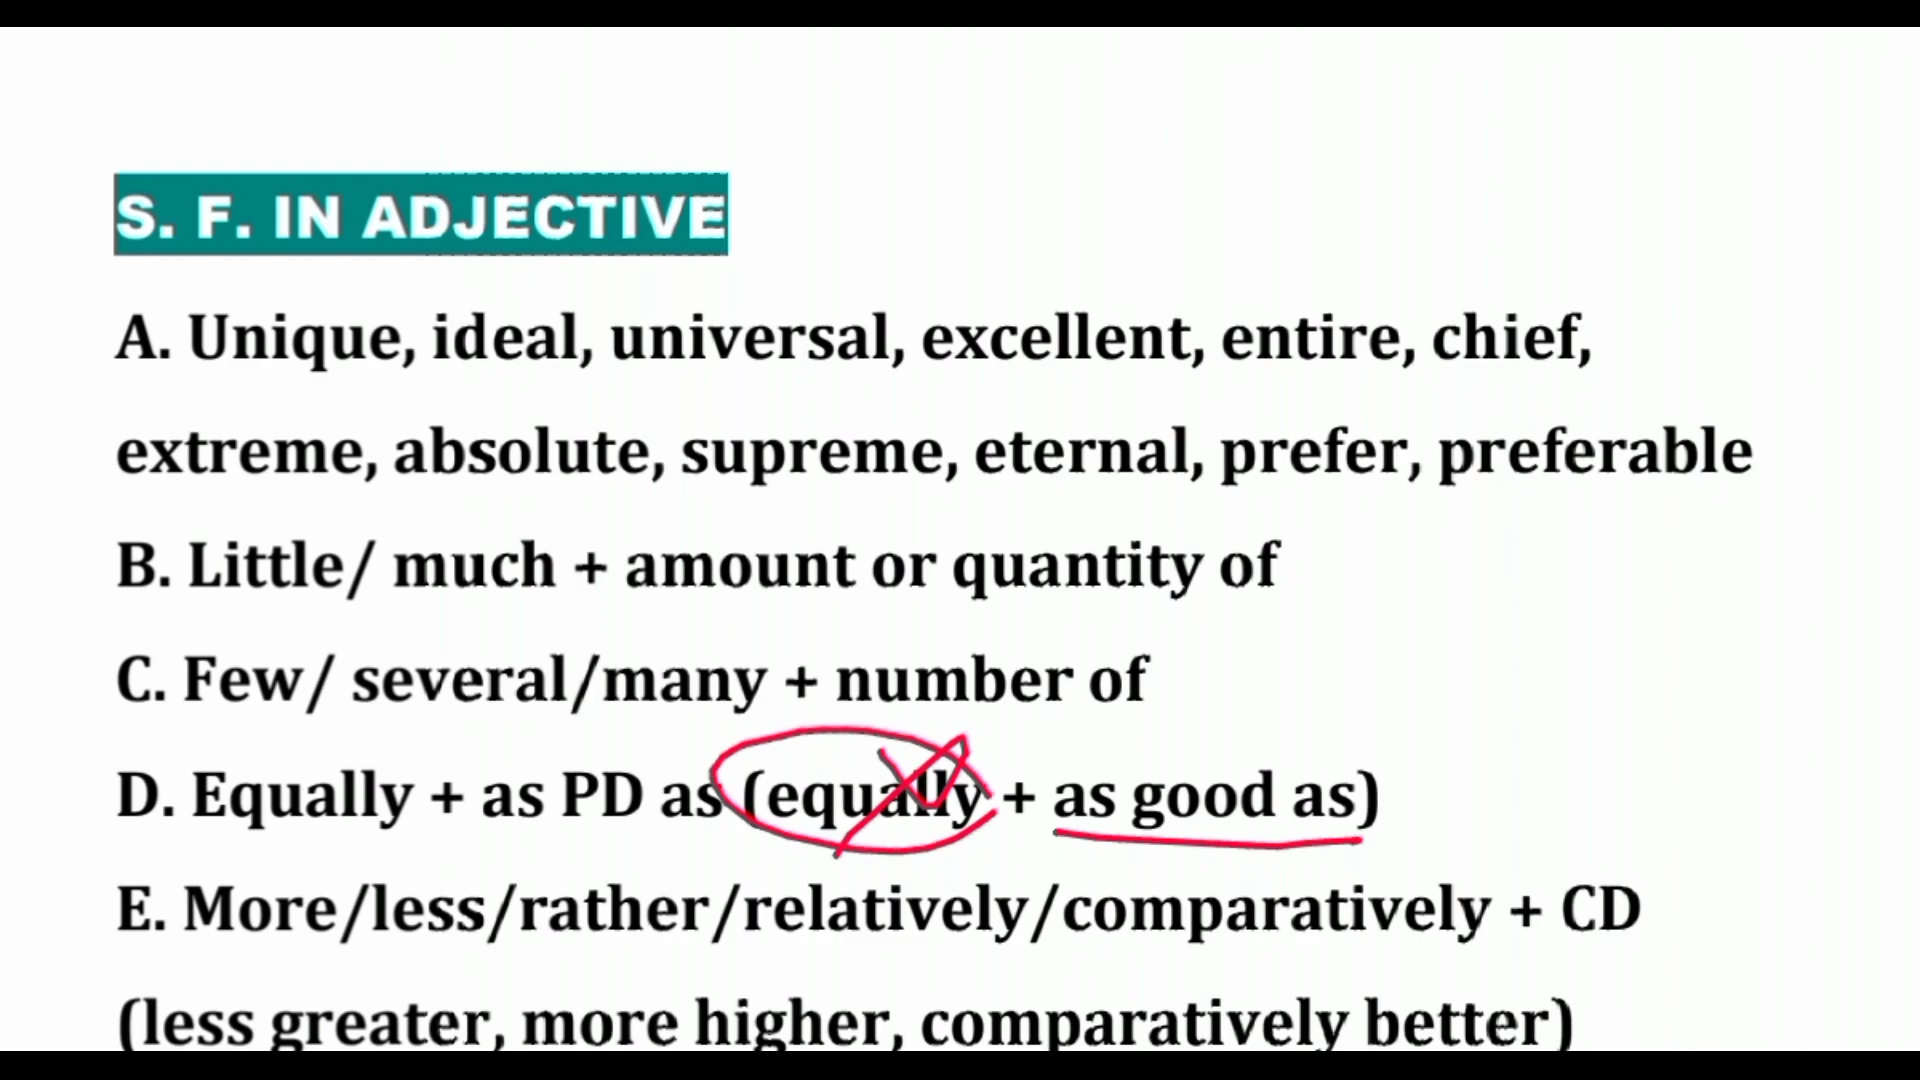 S. F. IN ADJECTIVE
A. Unique, ideal, universal, excellent, entire, chief,
extreme, absolute, supreme, eternal, prefer, preferable
B. Little/ much + amount or quantity of
C. Few/ several/many + number of
D. Equally + as PD as (equally + as good as)
E. More/less/rather/relatively/comparatively + CD
(less greater, more higher, comparatively better)